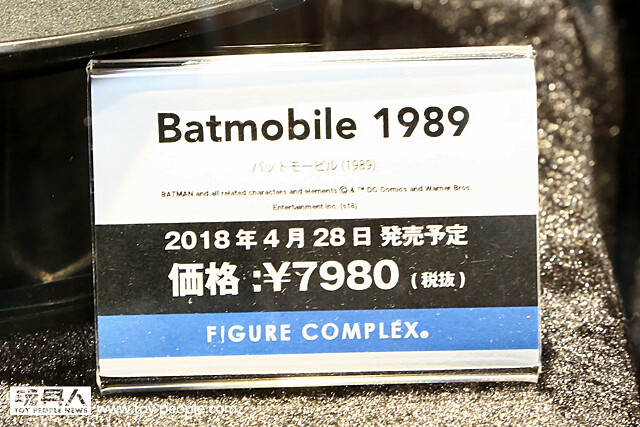 Batmobile 1989
バットモービル (1989)
BATMAN and all related characters and elements © & ™ DC Comics and Warner Bros.
Entertainment Inc. (s18)
2018年4月28日 発売予定
価格:¥7980 (税抜)
FIGURE COMPLEX.
玩具人
TOY PEOPLE NEWS
www.toy-people.com